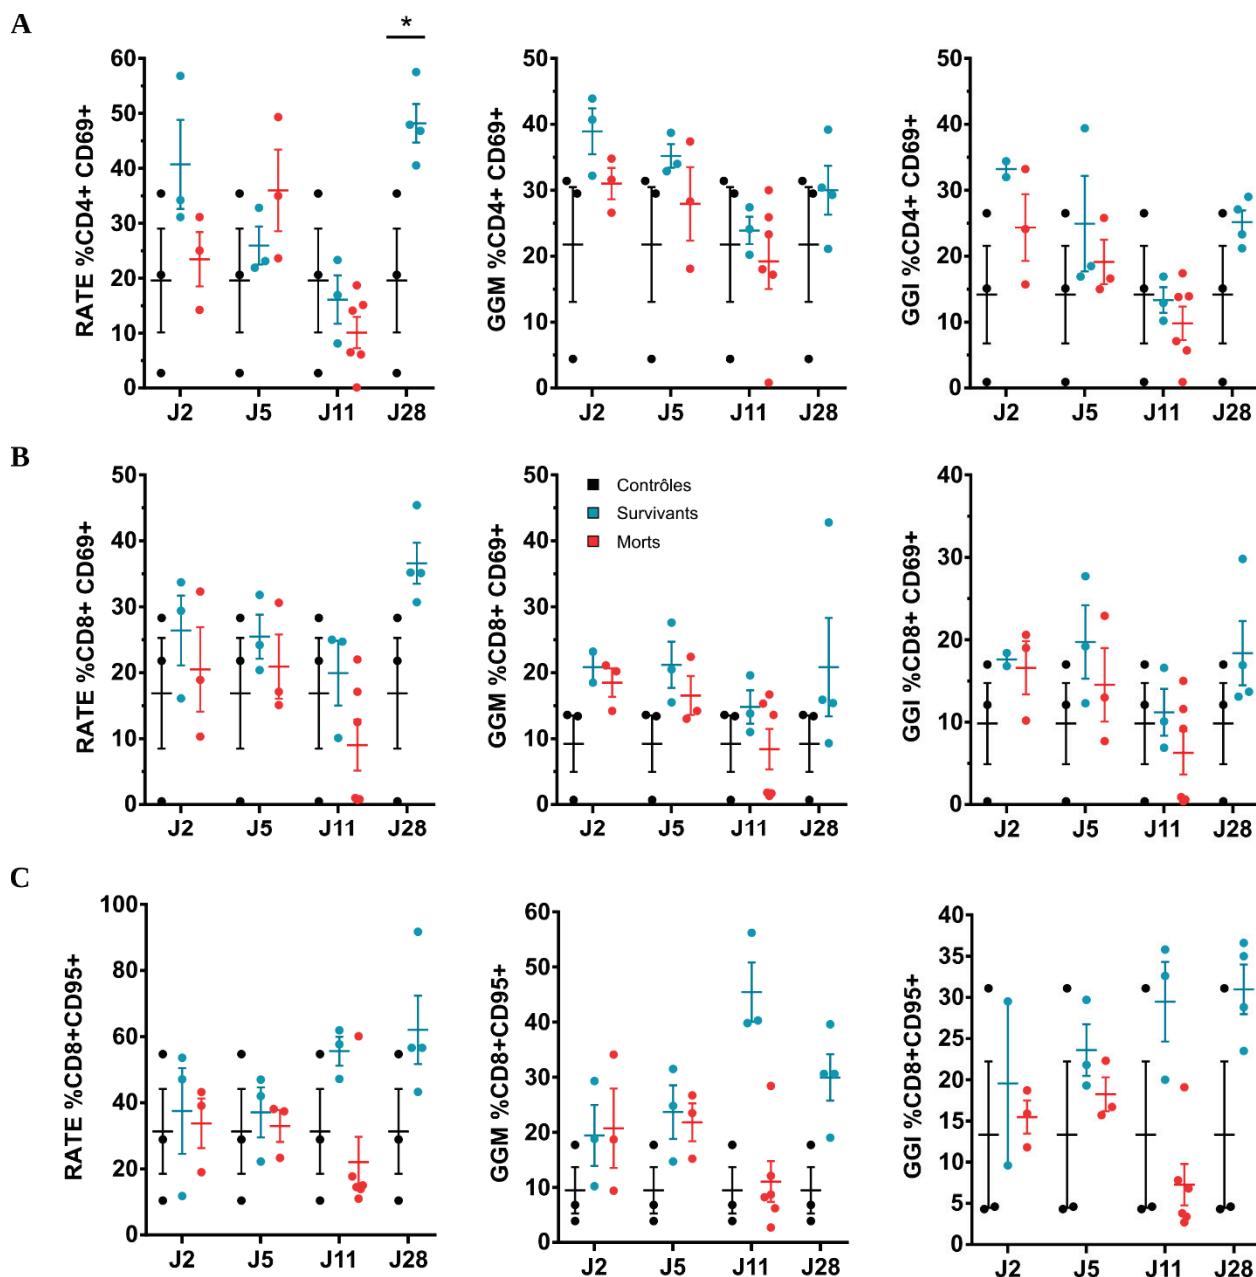 A
*
RATE %CD4+ CD69+
60
50
40
30
20
10
0
J2 J5 J11 J28
GGM %CD4+ CD69+
50
40
30
20
10
0
J2 J5 J11 J28
GGI %CD4+ CD69+
50
40
30
20
10
0
J2 J5 J11 J28
B
RATE %CD8+ CD69+
50
40
30
20
10
0
J2 J5 J11 J28
GGM %CD8+ CD69+
50
40
30
20
10
0
Contrôles
Survivants
Morts
J2 J5 J11 J28
GGI %CD8+ CD69+
40
30
20
10
0
J2 J5 J11 J28
C
RATE %CD8+CD95+
100
80
60
40
20
0
J2 J5 J11 J28
GGM %CD8+CD95+
60
50
40
30
20
10
0
J2 J5 J11 J28
GGI %CD8+CD95+
40
35
30
25
20
15
10
5
0
J2 J5 J11 J28